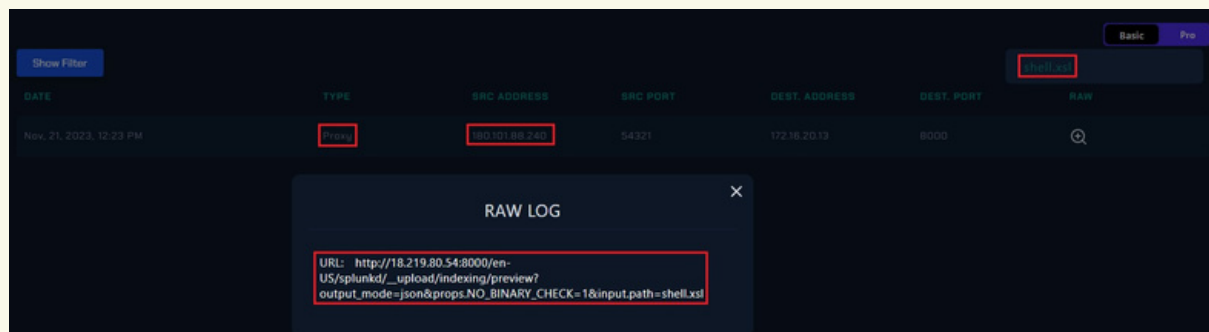 Basic Pro
Show Filter
shell.xsl
DATE TYPE SRC ADDRESS SRC PORT DEST. ADDRESS DEST. PORT RAW
Nov, 21, 2023, 12:23 PM Proxy 180.101.88.240 54321 172.16.20.13 8000
RAW LOG
URL: http://18.219.80.54:8000/en-
US/splunkd/__upload/indexing/preview?
output_mode=json&props.NO_BINARY_CHECK=1&input.path=shell.xsl